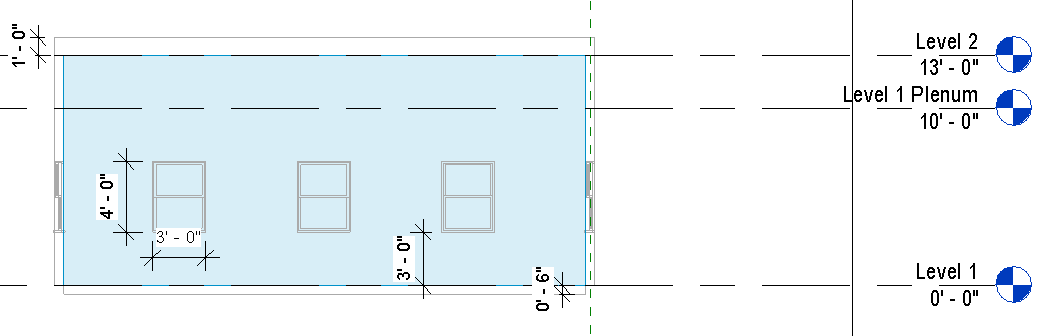 1' - 0"
Level 2
13' - 0"
Level 1 Plenum
10' - 0"
4' - 0"
3' - 0"
3' - 0"
0' - 6"
Level 1
0' - 0"